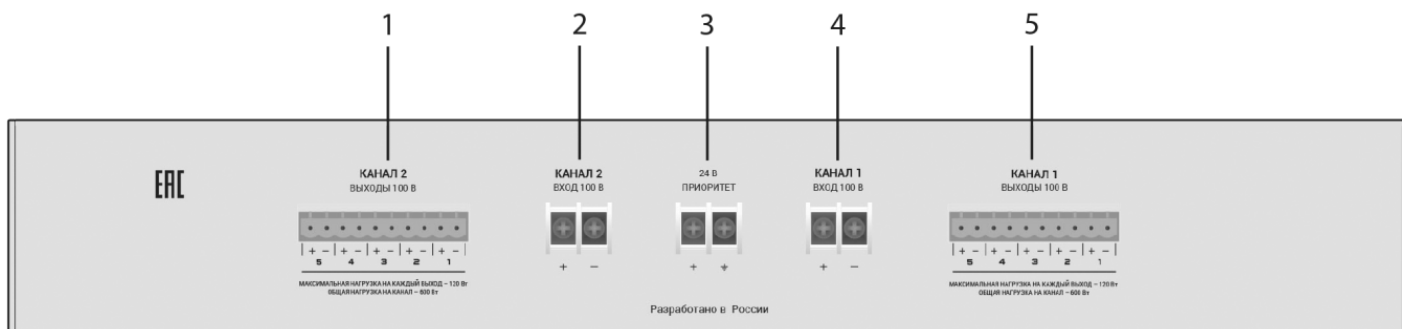 1 2 3 4 5
EAC
КАНАЛ 2
ВЫХОДЫ 100 В
+ − + − + − + − + −
5 4 3 2 1
МАКСИМАЛЬНАЯ НАГРУЗКА НА КАЖДЫЙ ВЫХОД – 120 Вт
ОБЩАЯ НАГРУЗКА НА КАНАЛ – 600 Вт
КАНАЛ 2
ВХОД 100 В
+ −
24 В
ПРИОРИТЕТ
+ ⏚
КАНАЛ 1
ВХОД 100 В
+ −
КАНАЛ 1
ВЫХОДЫ 100 В
+ − + − + − + − + −
5 4 3 2 1
МАКСИМАЛЬНАЯ НАГРУЗКА НА КАЖДЫЙ ВЫХОД – 120 Вт
ОБЩАЯ НАГРУЗКА НА КАНАЛ – 600 Вт
Разработано в России